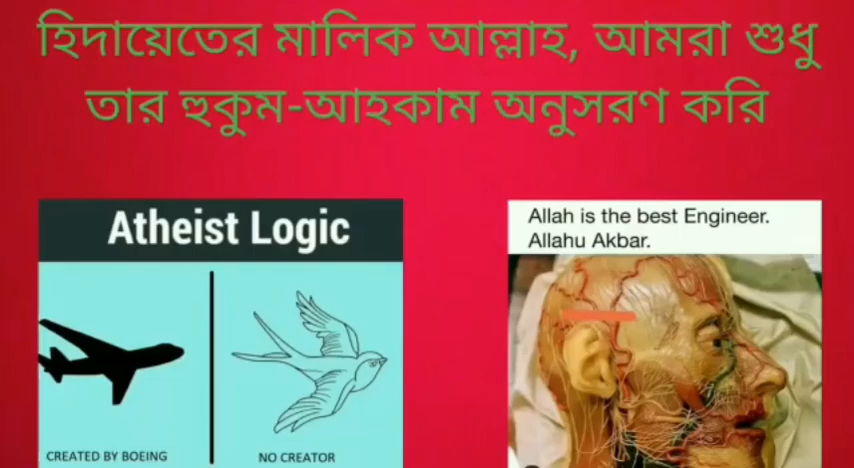 হিদায়েতের মালিক আল্লাহ, আমরা শুধু
তার হুকুম-আহকাম অনুসরণ করি
Atheist Logic
CREATED BY BOEING
NO CREATOR
Allah is the best Engineer.
Allahu Akbar.